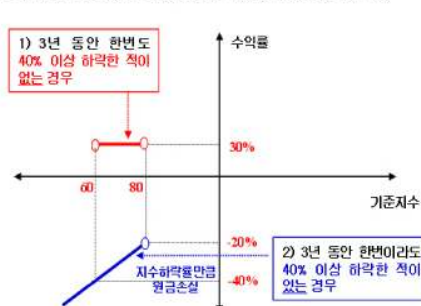 1) 3년 동안 한번도
40% 이상 하락한 적이
없는 경우
수익률
30%
60
80
기준지수
-20%
지수하락률만큼
원금손실
-40%
2) 3년 동안 한번이라도
40% 이상 하락한 적이
있는 경우